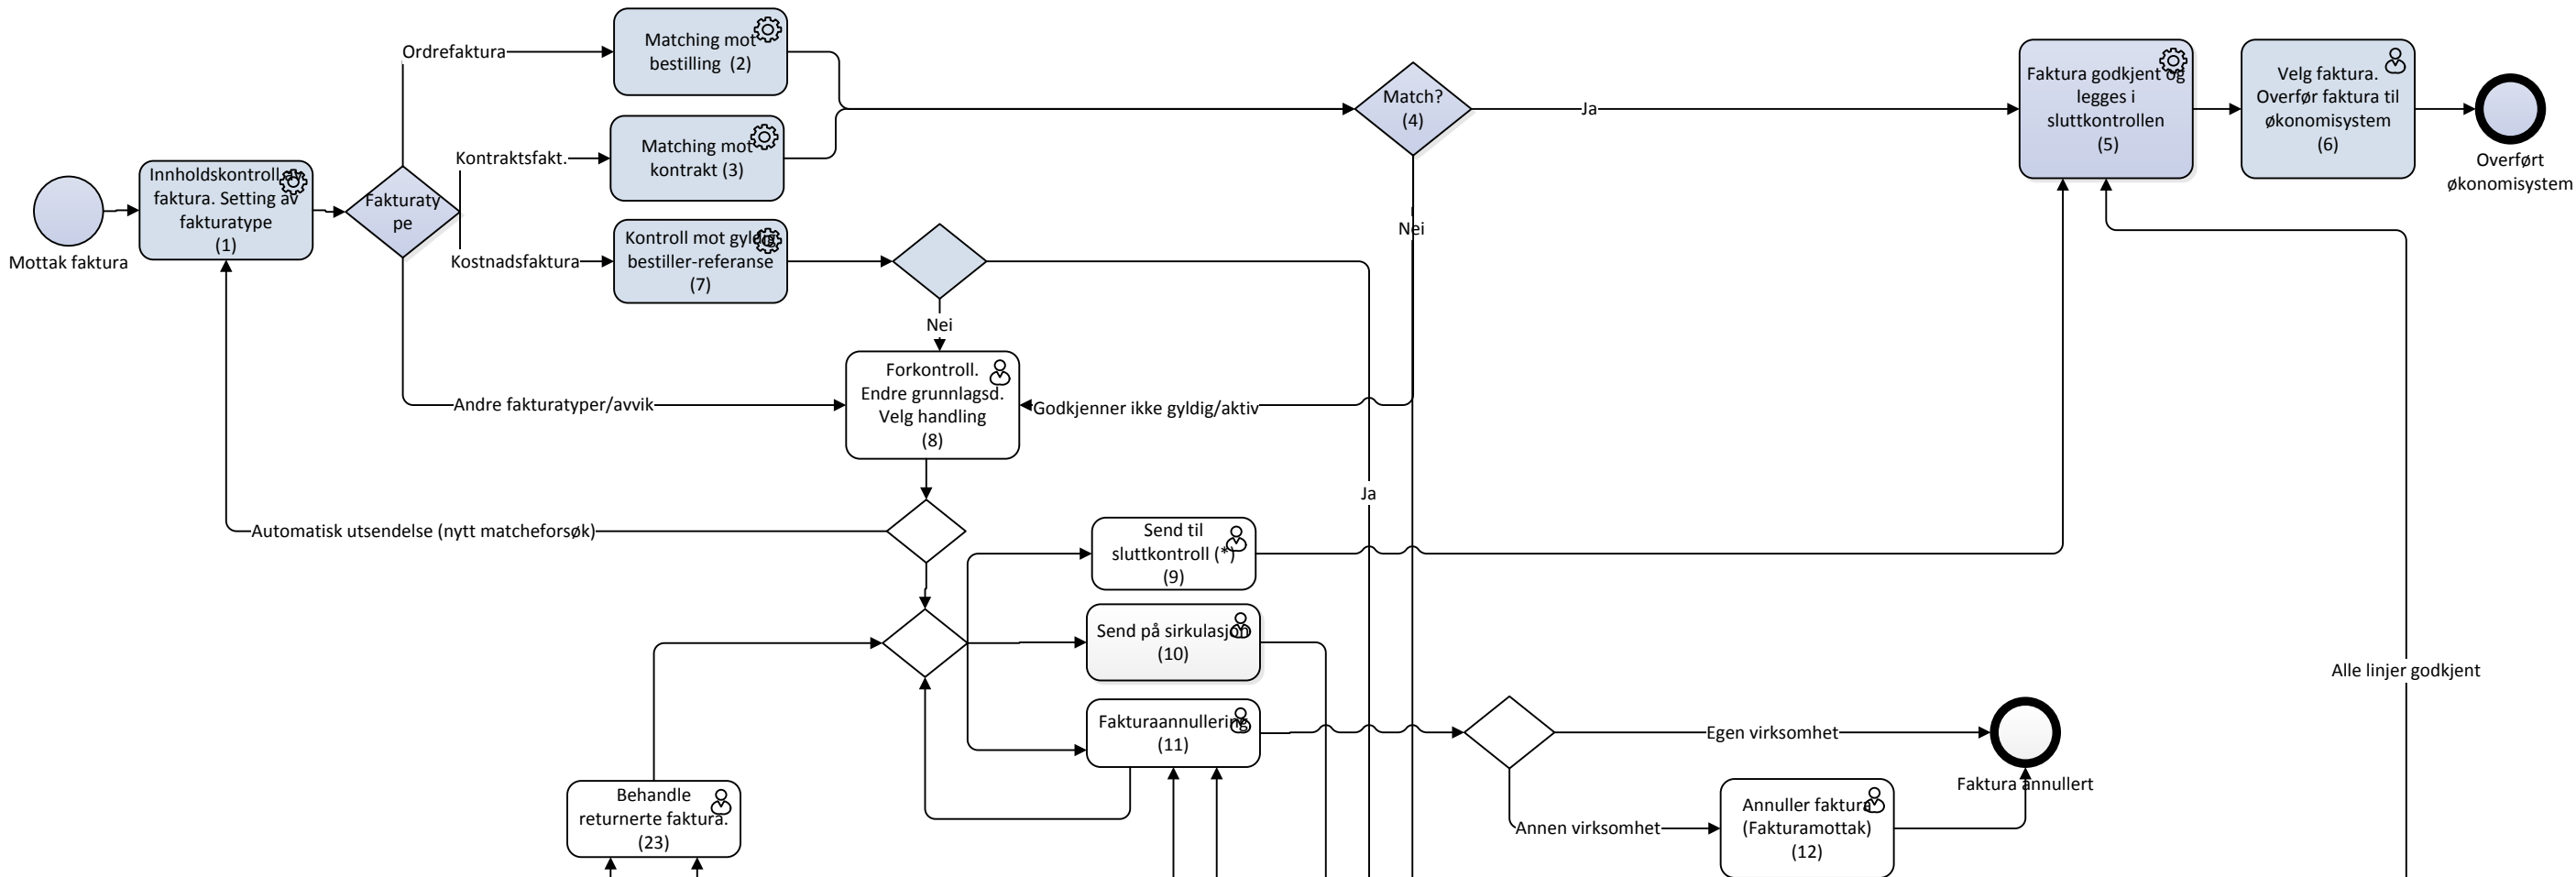 Mottak faktura
Innholdskontroll av
faktura. Setting av
fakturatype
(1)
Fakturaty
pe
Ordrefaktura
Matching mot
bestilling (2)
Kontraktsfakt.
Matching mot
kontrakt (3)
Kostnadsfaktura
Kontroll mot gyldig
bestiller-referanse
(7)
Match?
(4)
Ja
Nei
Faktura godkjent og
legges i
sluttkontrollen
(5)
Velg faktura.
Overfør faktura til
økonomisystem
(6)
Overført
økonomisystem
Nei
Forkontroll.
Endre grunnlagsd.
Velg handling
(8)
Andre fakturatyper/avvik
Godkjenner ikke gyldig/aktiv
Ja
Automatisk utsendelse (nytt matcheforsøk)
Send til
sluttkontroll (*)
(9)
Send på sirkulasjon
(10)
Fakturaannullering
(11)
Alle linjer godkjent
Egen virksomhet
Faktura annullert
Annen virksomhet
Annuller faktura
(Fakturamottak)
(12)
Behandle
returnerte faktura.
(23)